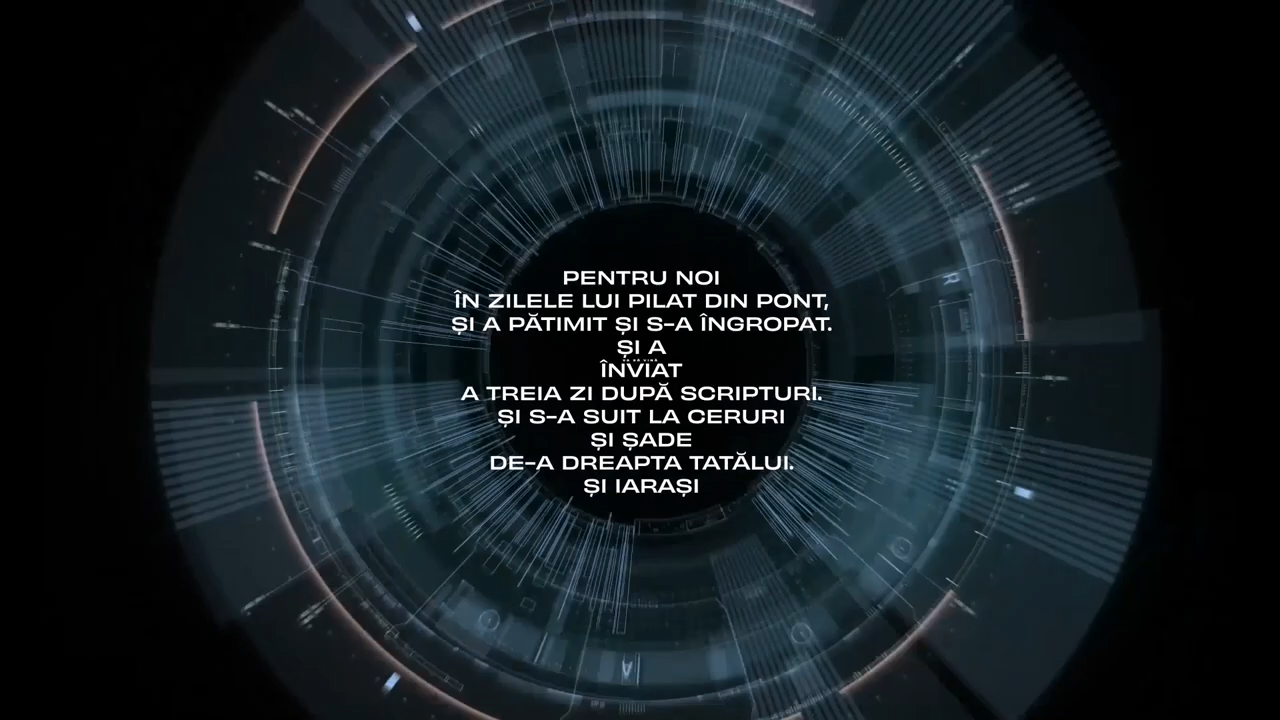 PENTRU NOI
ÎN ZILELE LUI PILAT DIN PONT,
ȘI A PĂTIMIT ȘI S-A ÎNGROPAT.
ȘI A
ÎNVIAT
A TREIA ZI DUPĂ SCRIPTURI.
ȘI S-A SUIT LA CERURI
ȘI ȘADE
DE-A DREAPTA TATĂLUI.
ȘI IARAȘI